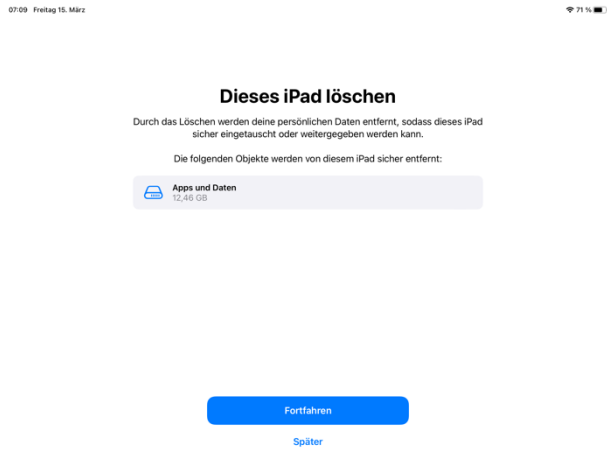 07:09 Freitag 15. März 71 %
Dieses iPad löschen
Durch das Löschen werden deine persönlichen Daten entfernt, sodass dieses iPad
sicher eingetauscht oder weitergegeben werden kann.
Die folgenden Objekte werden von diesem iPad sicher entfernt:
Apps und Daten
12,46 GB
Fortfahren
Später